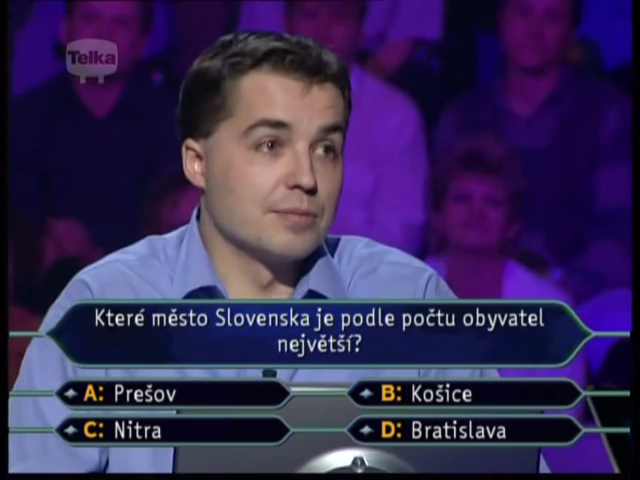 Telka
Které město Slovenska je podle počtu obyvatel
největší?
A: Prešov
B: Košice
C: Nitra
D: Bratislava